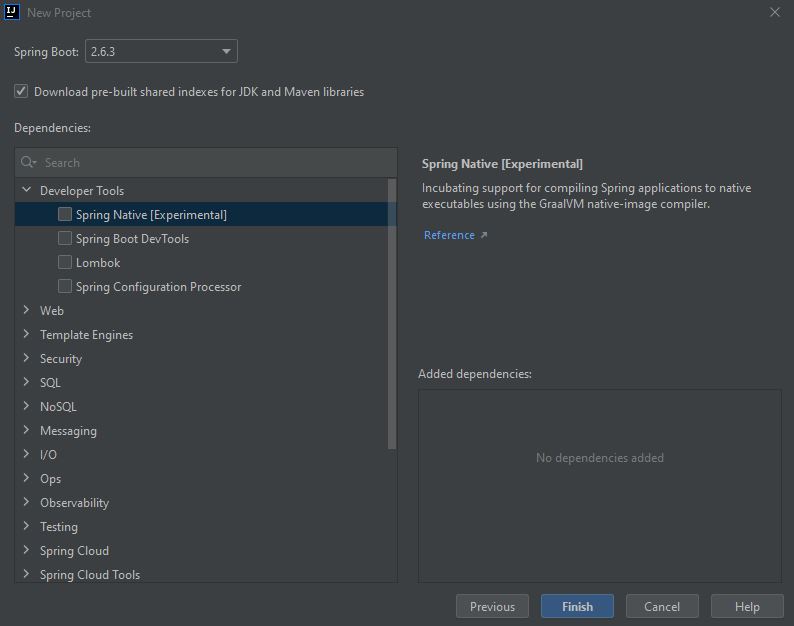 IJ
New Project
Spring Boot: 2.6.3
Download pre-built shared indexes for JDK and Maven libraries
Dependencies:
Search
Developer Tools
Spring Native [Experimental]
Spring Boot DevTools
Lombok
Spring Configuration Processor
Web
Template Engines
Security
SQL
NoSQL
Messaging
I/O
Ops
Observability
Testing
Spring Cloud
Spring Cloud Tools
Spring Native [Experimental]
Incubating support for compiling Spring applications to native
executables using the GraalVM native-image compiler.
Reference
Added dependencies:
No dependencies added
Previous
Finish
Cancel
Help